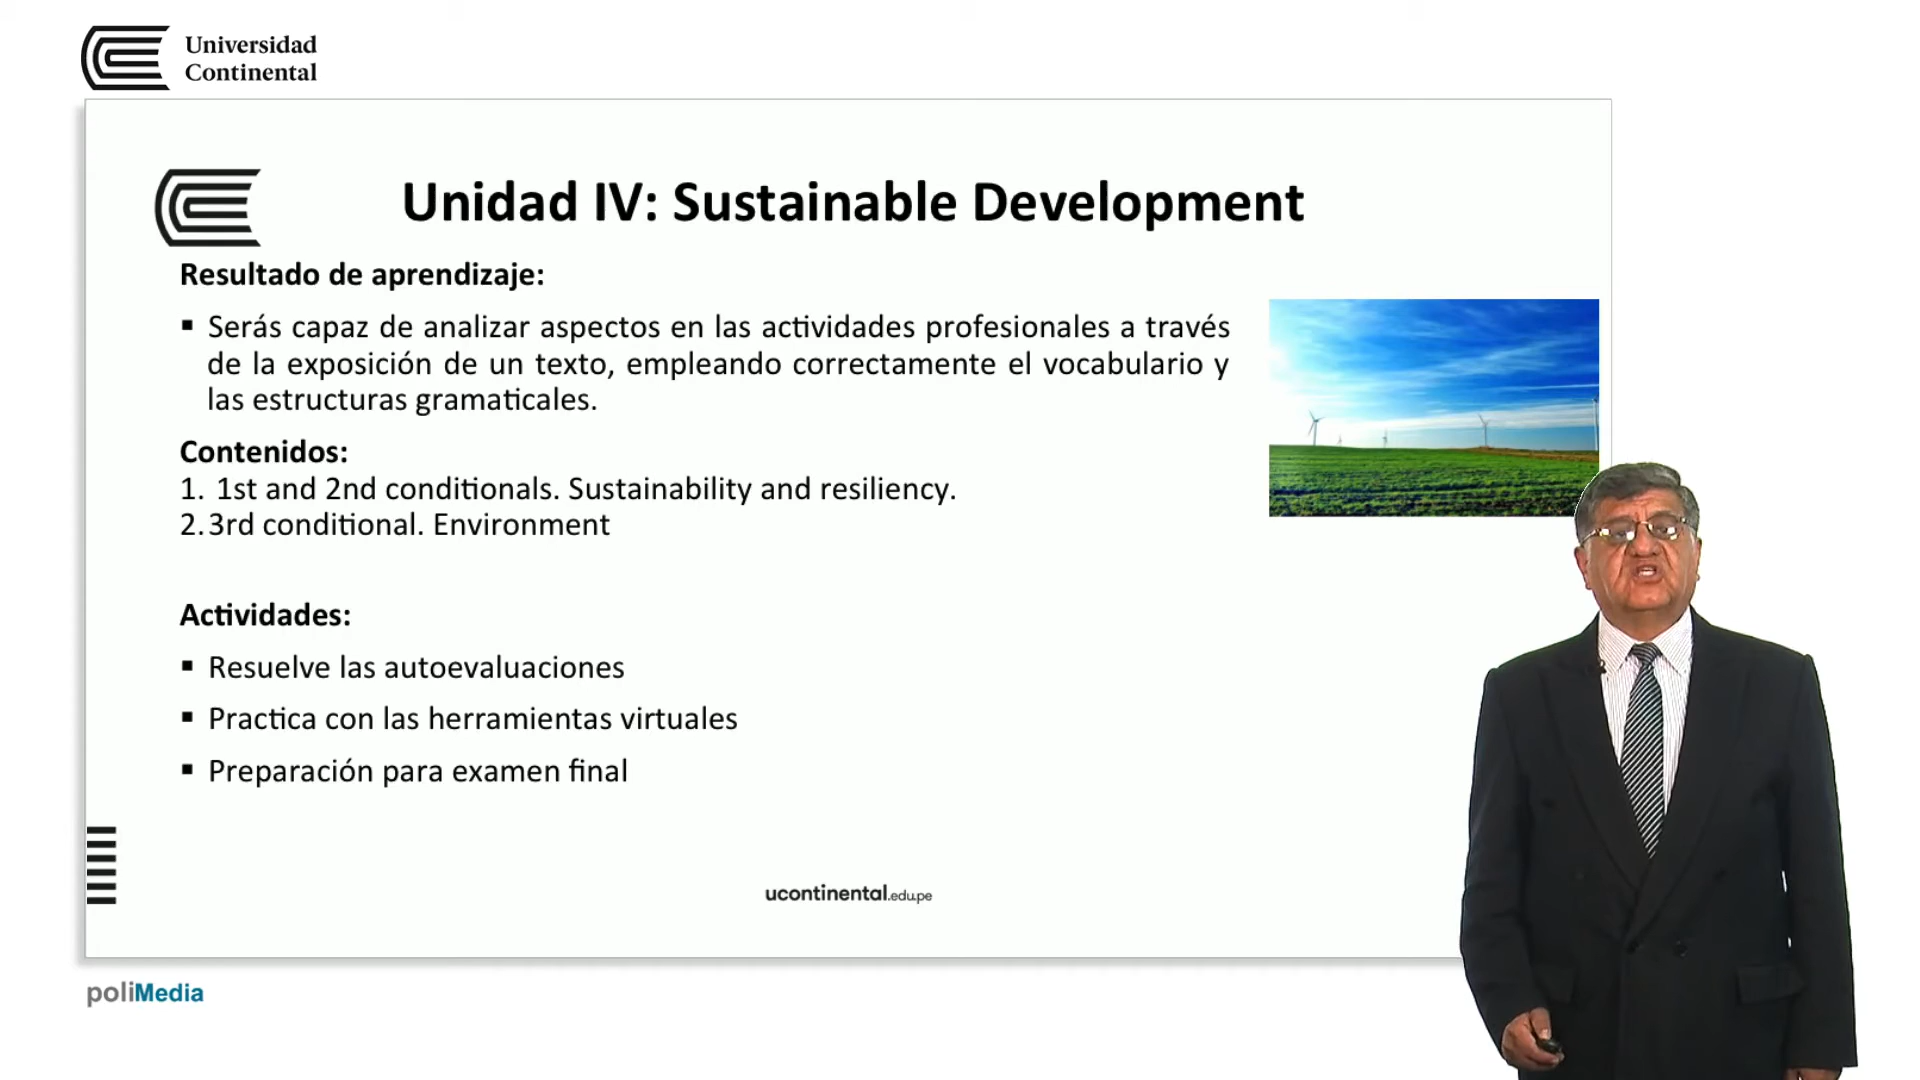 Universidad
Continental
Unidad IV: Sustainable Development
Resultado de aprendizaje:
▪ Serás capaz de analizar aspectos en las actividades profesionales a través
de la exposición de un texto, empleando correctamente el vocabulario y
las estructuras gramaticales.
Contenidos:
1. 1st and 2nd conditionals. Sustainability and resiliency.
2. 3rd conditional. Environment
Actividades:
▪ Resuelve las autoevaluaciones
▪ Practica con las herramientas virtuales
▪ Preparación para examen final
ucontinental.edu.pe
poliMedia